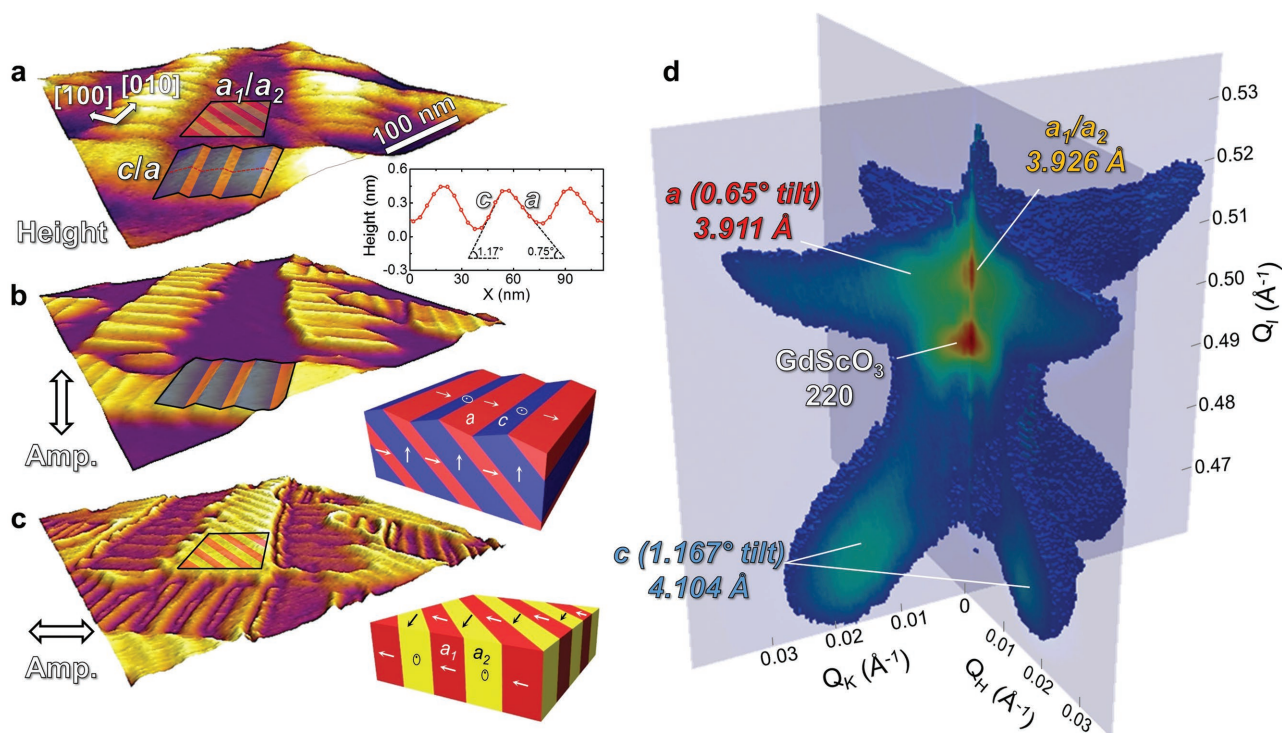 a
[100]
[010]
a₁/a₂
100 nm
c/a
Height
0.6
0.3
0.0
-0.3
Height (nm)
c
a
1.17°
0.75°
0
30
60
90
X (nm)
b
Amp.
a
c
c
Amp.
a₁
a₂
d
0.53
0.52
0.51
0.50
0.49
0.48
0.47
Qₗ (Å⁻¹)
a₁/a₂
3.926 Å
a (0.65° tilt)
3.911 Å
GdScO₃
220
c (1.167° tilt)
4.104 Å
0.03
0.02
0.01
0
0.01
0.02
0.03
Q_K (Å⁻¹)
Q_H (Å⁻¹)